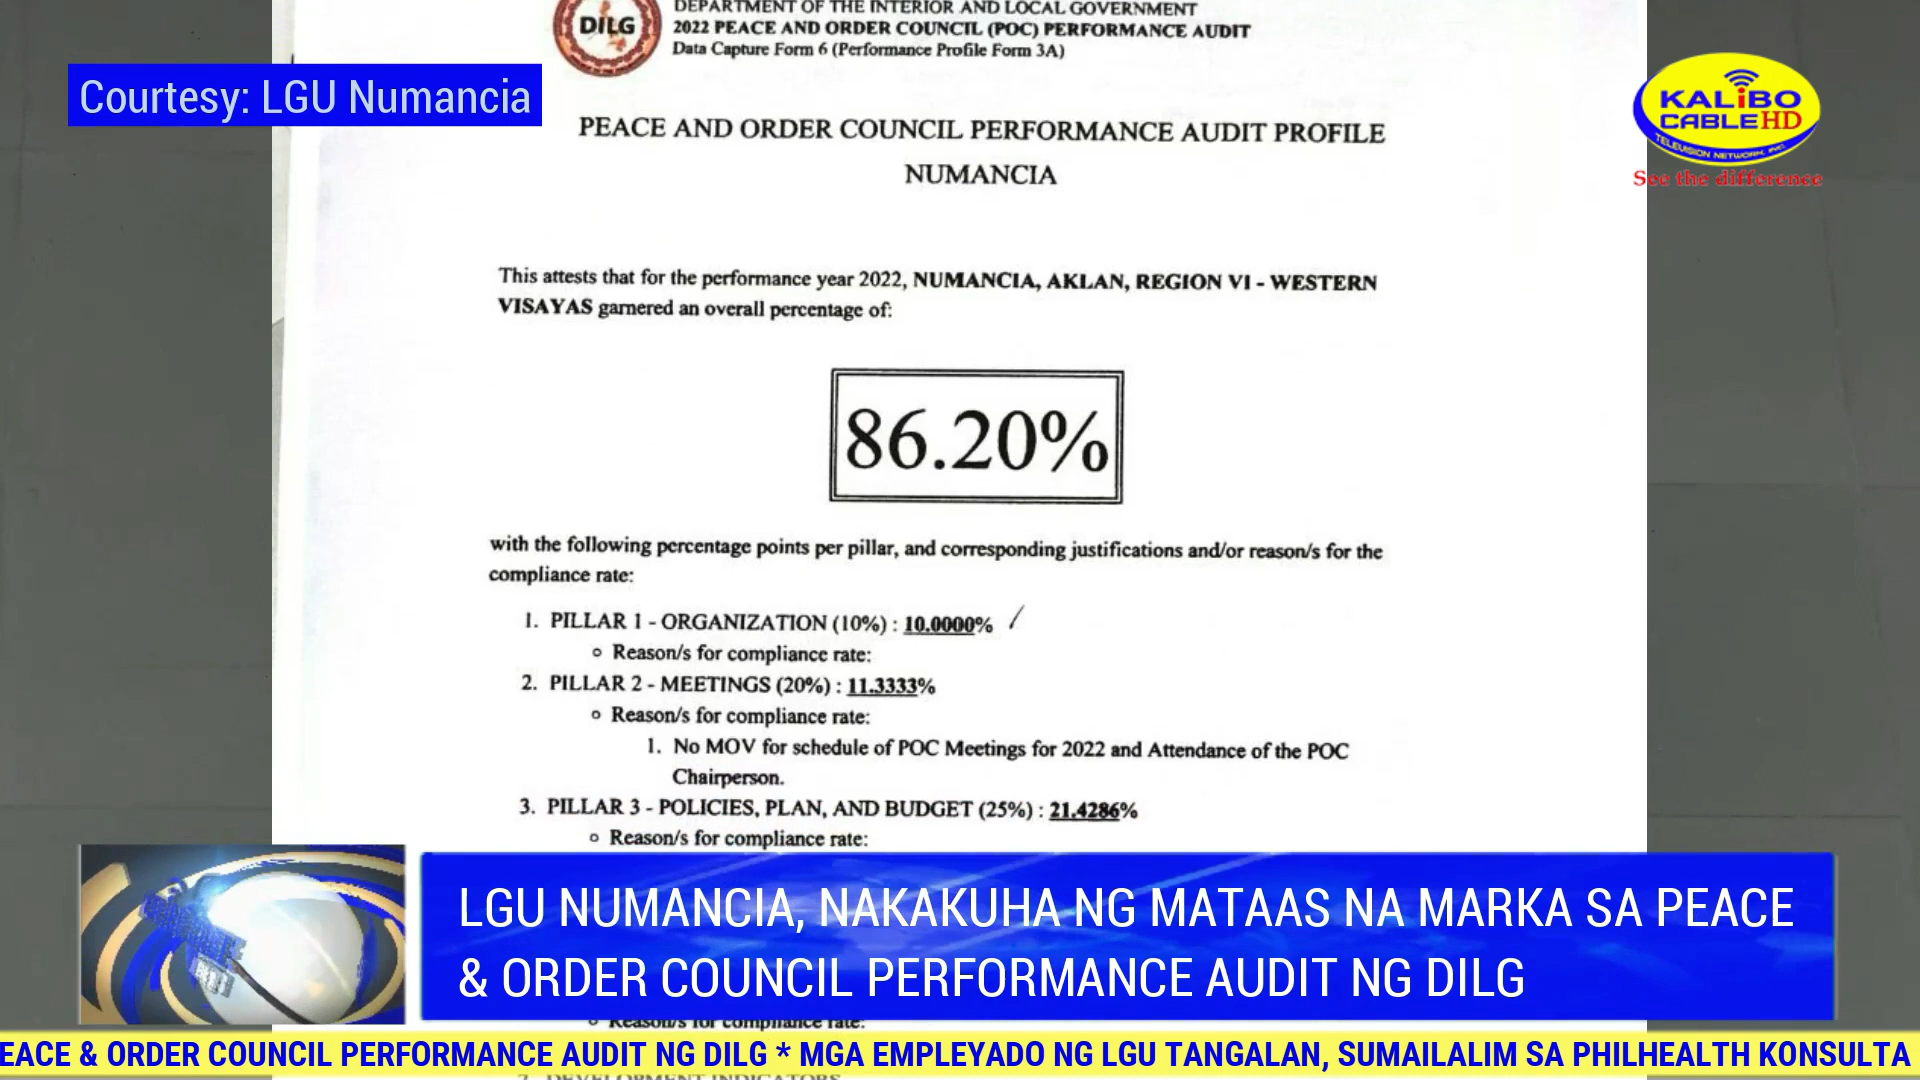 DILG
DEPARTMENT OF THE INTERIOR AND LOCAL GOVERNMENT
2022 PEACE AND ORDER COUNCIL (POC) PERFORMANCE AUDIT
Data Capture Form 6 (Performance Profile Form 3A)
Courtesy: LGU Numancia
KALiBO
CABLE HD
TELEVISION NETWORK, INC.
See the difference
PEACE AND ORDER COUNCIL PERFORMANCE AUDIT PROFILE
NUMANCIA
This attests that for the performance year 2022, NUMANCIA, AKLAN, REGION VI - WESTERN
VISAYAS garnered an overall percentage of:
86.20%
with the following percentage points per pillar, and corresponding justifications and/or reason/s for the
compliance rate:
1. PILLAR 1 - ORGANIZATION (10%) : 10.0000%
o Reason/s for compliance rate:
2. PILLAR 2 - MEETINGS (20%) : 11.3333%
o Reason/s for compliance rate:
1. No MOV for schedule of POC Meetings for 2022 and Attendance of the POC
Chairperson.
3. PILLAR 3 - POLICIES, PLAN, AND BUDGET (25%) : 21.4286%
o Reason/s for compliance rate:
LGU NUMANCIA, NAKAKUHA NG MATAAS NA MARKA SA PEACE
& ORDER COUNCIL PERFORMANCE AUDIT NG DILG
o Reason/s for compliance rate:
EACE & ORDER COUNCIL PERFORMANCE AUDIT NG DILG * MGA EMPLEYADO NG LGU TANGALAN, SUMAILALIM SA PHILHEALTH KONSULTA
7. DEVELOPMENT INDICATORS